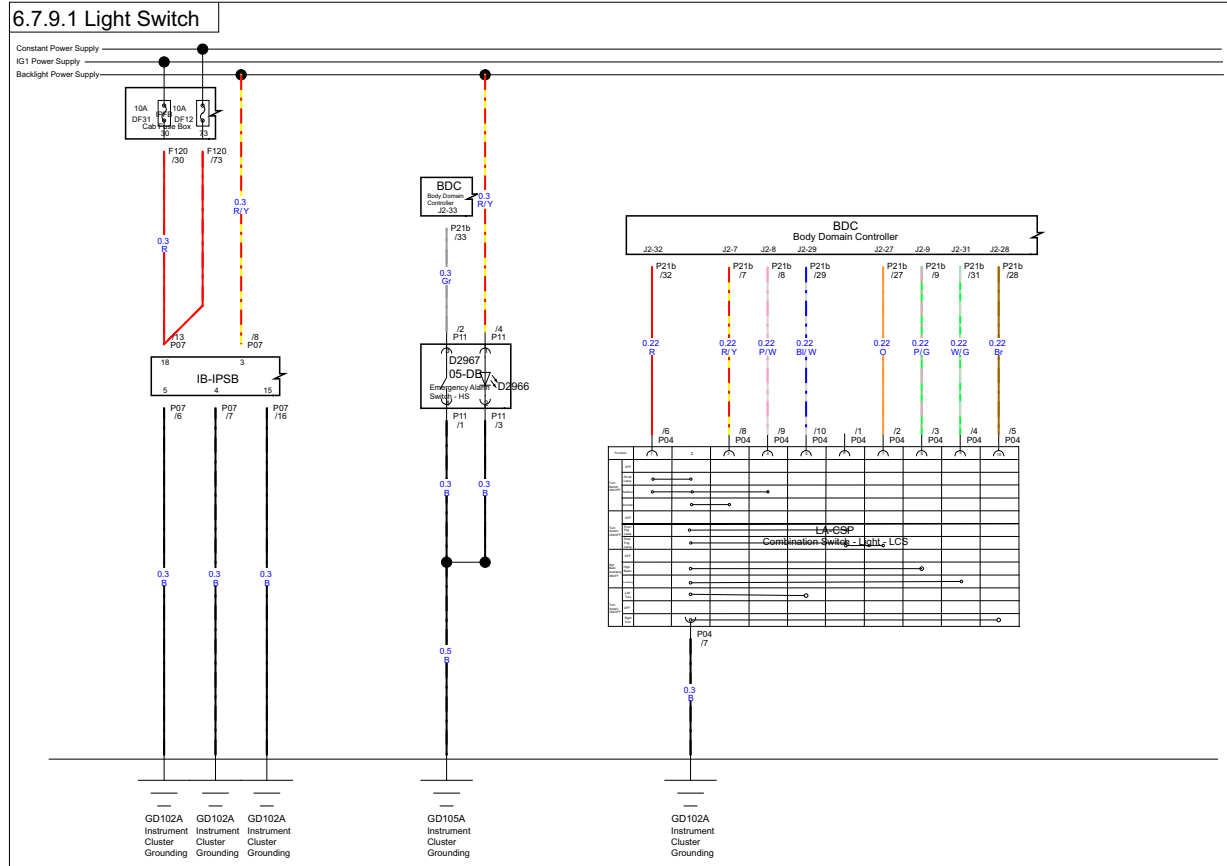 6.7.9.1 Light Switch
Constant Power Supply
IG1 Power Supply
Backlight Power Supply
10A
DF31
IPFB
10A
DF12
Cab Fuse Box
30
73
F120
/30
F120
/73
0.3
R
0.3
R/Y
/13
P07
/8
P07
18
3
IB-IPSB
5
4
15
P07
/6
P07
/7
P07
/16
0.3
B
0.3
B
0.3
B
GD102A
Instrument
Cluster
Grounding
GD102A
Instrument
Cluster
Grounding
GD102A
Instrument
Cluster
Grounding
BDC
Body Domain
Controller
J2-33
P21b
/33
0.3
R/Y
0.3
Gr
/2
P11
/4
P11
D2967
05-DB
Emergency Alarm
Switch - HS
D2966
P11
/1
P11
/3
0.3
B
0.3
B
0.5
B
GD105A
Instrument
Cluster
Grounding
BDC
Body Domain Controller
J2-32
J2-7
J2-8
J2-29
J2-27
J2-9
J2-31
J2-28
P21b
/32
P21b
/7
P21b
/8
P21b
/29
P21b
/27
P21b
/9
P21b
/31
P21b
/28
0.22
R
0.22
R/Y
0.22
P/W
0.22
Bl/W
0.22
O
0.22
P/G
0.22
W/G
0.22
Br
/6
P04
/8
P04
/9
P04
/10
P04
/1
P04
/2
P04
/3
P04
/4
P04
/5
P04
LA-CSP
Combination Switch - Light - LCS
P04
/7
0.3
B
GD102A
Instrument
Cluster
Grounding